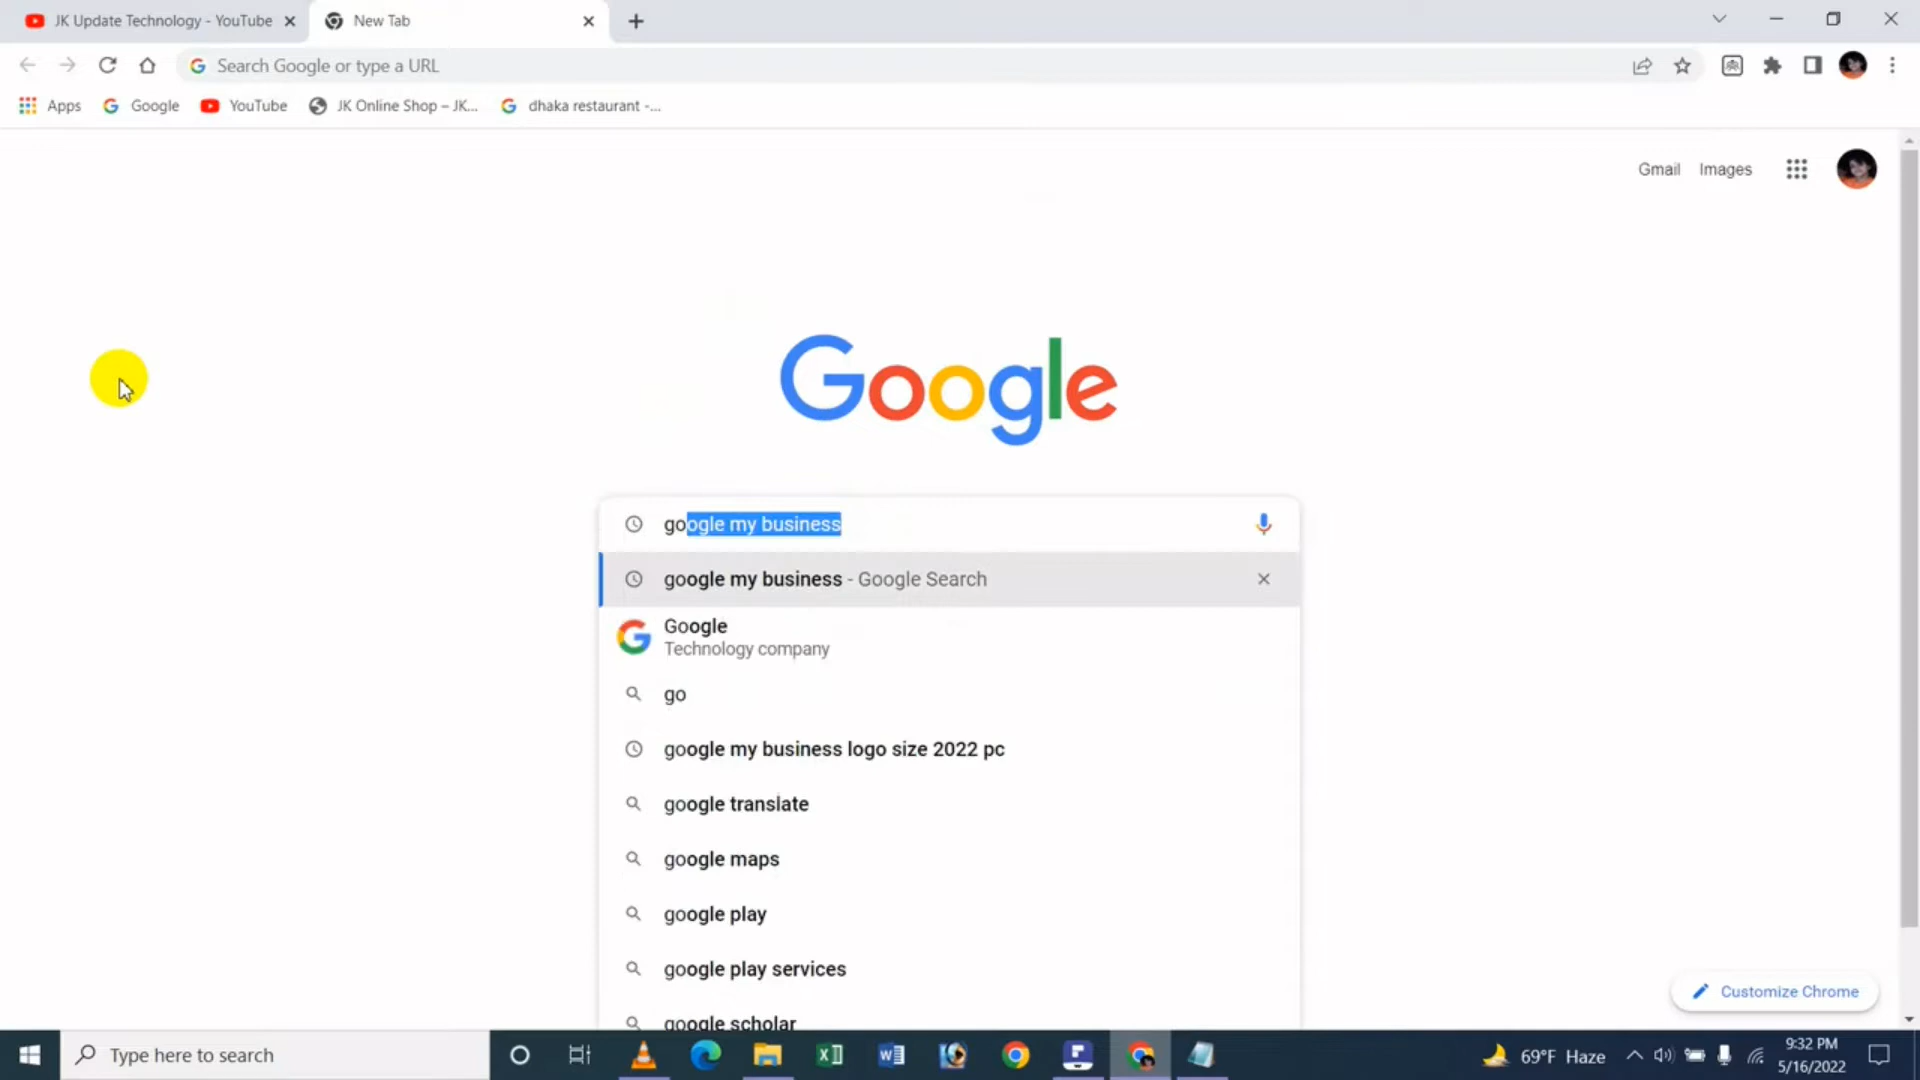 JK Update Technology - YouTube
New Tab
Search Google or type a URL
Apps
Google
YouTube
JK Online Shop – JK...
dhaka restaurant -...
Gmail
Images
Google
google my business
google my business - Google Search
Google
Technology company
go
google my business logo size 2022 pc
google translate
google maps
google play
google play services
google scholar
Customize Chrome
Type here to search
69°F Haze
9:32 PM
5/16/2022